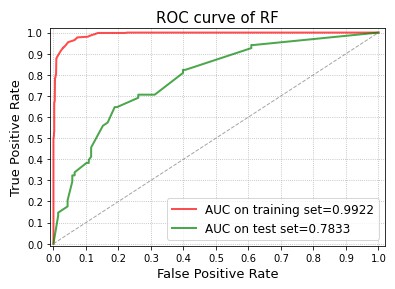 ROC curve of RF
True Positive Rate
1.0
0.9
0.8
0.7
0.6
0.5
0.4
0.3
0.2
0.1
0.0
AUC on training set=0.9922
AUC on test set=0.7833
0.0 0.1 0.2 0.3 0.4 0.5 0.6 0.7 0.8 0.9 1.0
False Positive Rate